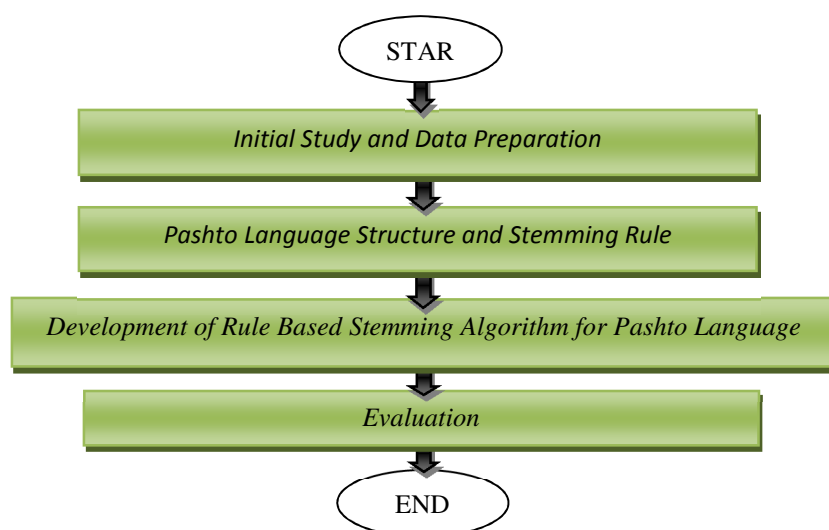 STAR
Initial Study and Data Preparation
Pashto Language Structure and Stemming Rule
Development of Rule Based Stemming Algorithm for Pashto Language
Evaluation
END